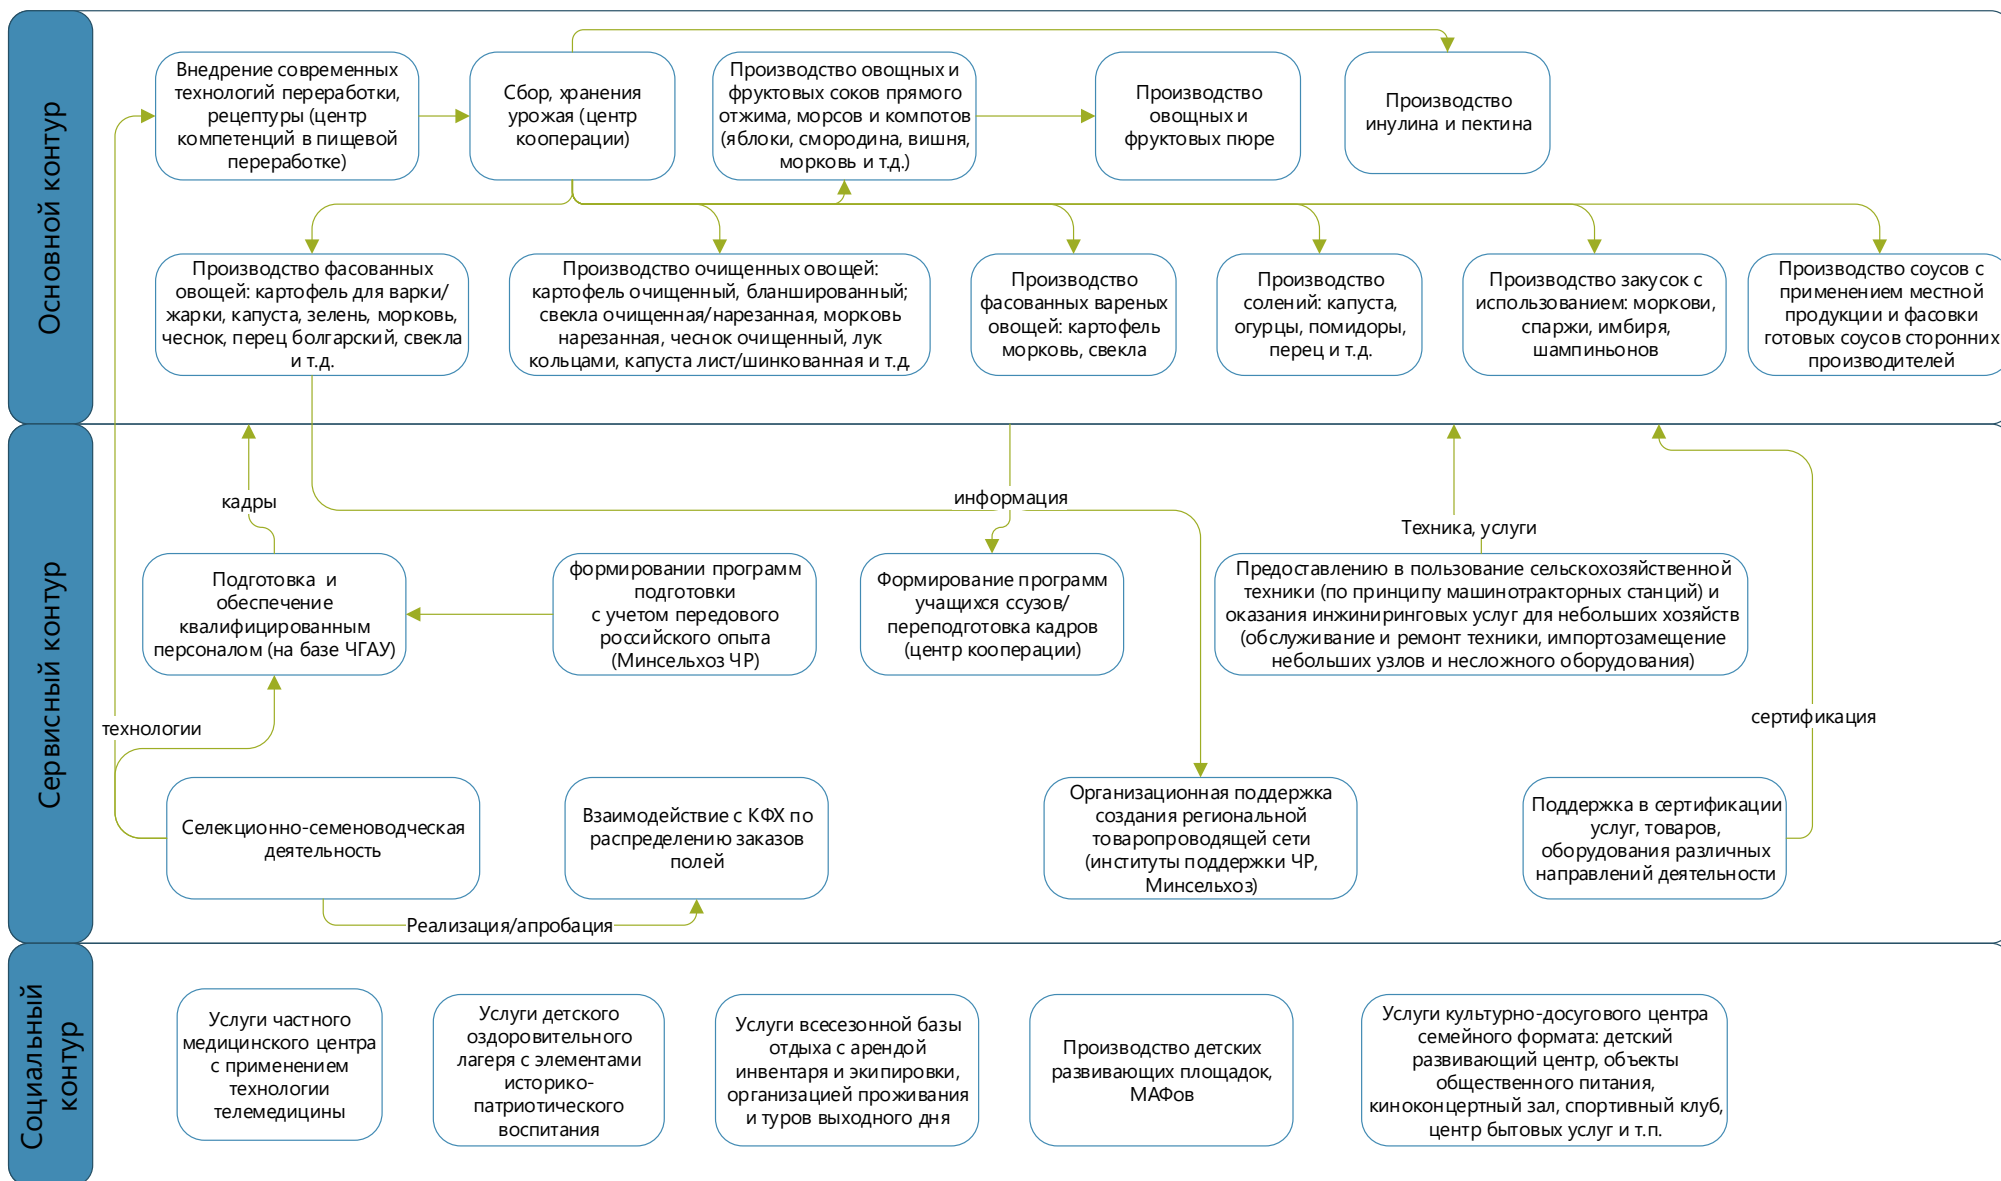 Основной контур
Внедрение современных
технологий переработки,
рецептуры (центр
компетенций в пищевой
переработке)
Сбор, хранения
урожая (центр
кооперации)
Производство овощных и
фруктовых соков прямого
отжима, морсов и компотов
(яблоки, смородина, вишня,
морковь и т.д.)
Производство
овощных и
фруктовых пюре
Производство
инулина и пектина
Производство фасованных
овощей: картофель для варки/
жарки, капуста, зелень, морковь,
чеснок, перец болгарский, свекла
и т.д.
Производство очищенных овощей:
картофель очищенный, бланшированный;
свекла очищенная/нарезанная, морковь
нарезанная, чеснок очищенный, лук
кольцами, капуста лист/шинкованная и т.д.
Производство
фасованных вареных
овощей: картофель
морковь, свекла
Производство
солений: капуста,
огурцы, помидоры,
перец и т.д.
Производство закусок с
использованием: моркови,
спаржи, имбиря,
шампиньонов
Производство соусов с
применением местной
продукции и фасовки
готовых соусов сторонних
производителей
Сервисный контур
кадры
информация
Техника, услуги
Подготовка и
обеспечение
квалифицированным
персоналом (на базе ЧГАУ)
формировании программ
подготовки
с учетом передового
российского опыта
(Минсельхоз ЧР)
Формирование программ
учащихся ссузов/
переподготовка кадров
(центр кооперации)
Предоставлению в пользование сельскохозяйственной
техники (по принципу машинотракторных станций) и
оказания инжиниринговых услуг для небольших хозяйств
(обслуживание и ремонт техники, импортозамещение
небольших узлов и несложного оборудования)
технологии
сертификация
Селекционно-семеноводческая
деятельность
Взаимодействие с КФХ по
распределению заказов
полей
Организационная поддержка
создания региональной
товаропроводящей сети
(институты поддержки ЧР,
Минсельхоз)
Поддержка в сертификации
услуг, товаров,
оборудования различных
направлений деятельности
Реализация/апробация
Социальный
контур
Услуги частного
медицинского центра
с применением
технологии
телемедицины
Услуги детского
оздоровительного
лагеря с элементами
историко-
патриотического
воспитания
Услуги всесезонной базы
отдыха с арендой
инвентаря и экипировки,
организацией проживания
и туров выходного дня
Производство детских
развивающих площадок,
МАФов
Услуги культурно-досугового центра
семейного формата: детский
развивающий центр, объекты
общественного питания,
киноконцертный зал, спортивный клуб,
центр бытовых услуг и т.п.